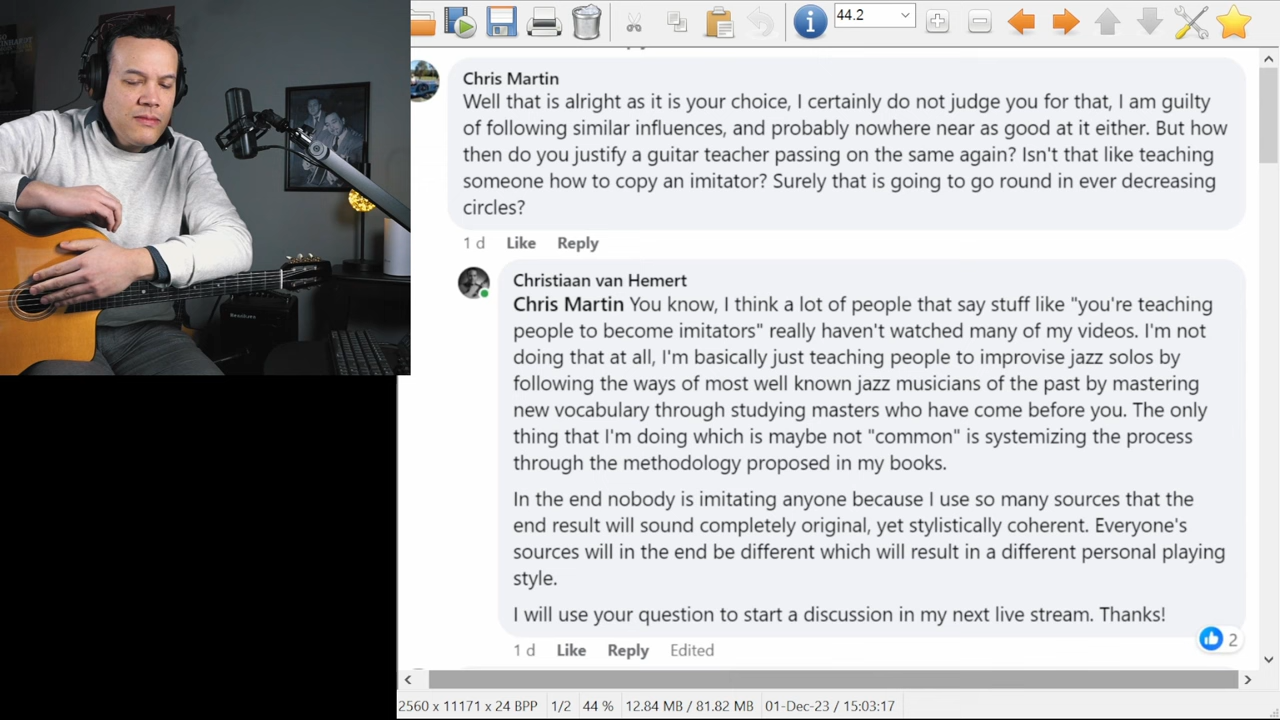 44.2
Chris Martin
Well that is alright as it is your choice, I certainly do not judge you for that, I am guilty
of following similar influences, and probably nowhere near as good at it either. But how
then do you justify a guitar teacher passing on the same again? Isn't that like teaching
someone how to copy an imitator? Surely that is going to go round in ever decreasing
circles?
1 d Like Reply
Christiaan van Hemert
Chris Martin You know, I think a lot of people that say stuff like "you're teaching
people to become imitators" really haven't watched many of my videos. I'm not
doing that at all, I'm basically just teaching people to improvise jazz solos by
following the ways of most well known jazz musicians of the past by mastering
new vocabulary through studying masters who have come before you. The only
thing that I'm doing which is maybe not "common" is systemizing the process
through the methodology proposed in my books.
In the end nobody is imitating anyone because I use so many sources that the
end result will sound completely original, yet stylistically coherent. Everyone's
sources will in the end be different which will result in a different personal playing
style.
I will use your question to start a discussion in my next live stream. Thanks!
2
1 d Like Reply Edited
2560 x 11171 x 24 BPP 1/2 44 % 12.84 MB / 81.82 MB 01-Dec-23 / 15:03:17